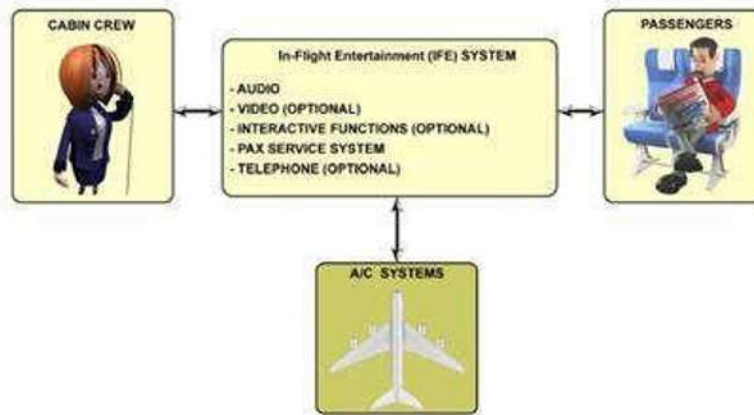 CABIN CREW
In-Flight Entertainment (IFE) SYSTEM
- AUDIO
- VIDEO (OPTIONAL)
- INTERACTIVE FUNCTIONS (OPTIONAL)
- PAX SERVICE SYSTEM
- TELEPHONE (OPTIONAL)
PASSENGERS
A/C SYSTEMS